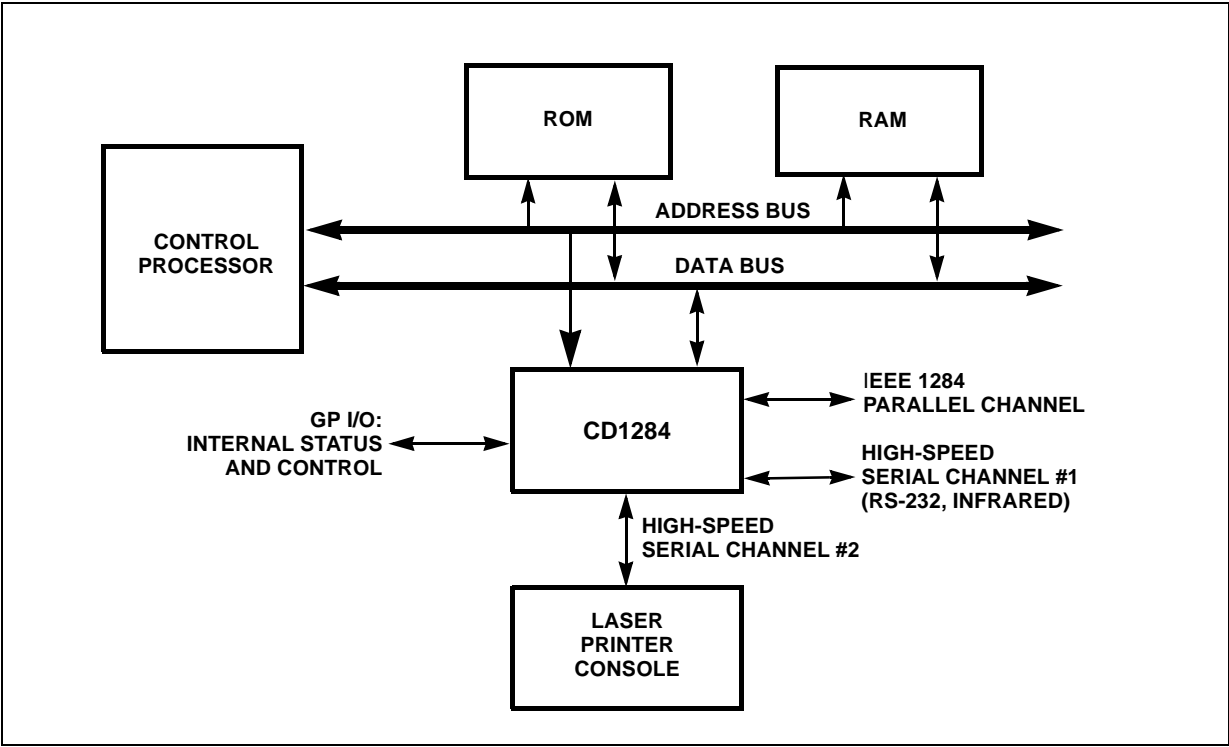 ROM
RAM
ADDRESS BUS
CONTROL
PROCESSOR
DATA BUS
IEEE 1284
PARALLEL CHANNEL
GP I/O:
INTERNAL STATUS
AND CONTROL
CD1284
HIGH-SPEED
SERIAL CHANNEL #1
(RS-232, INFRARED)
HIGH-SPEED
SERIAL CHANNEL #2
LASER
PRINTER
CONSOLE